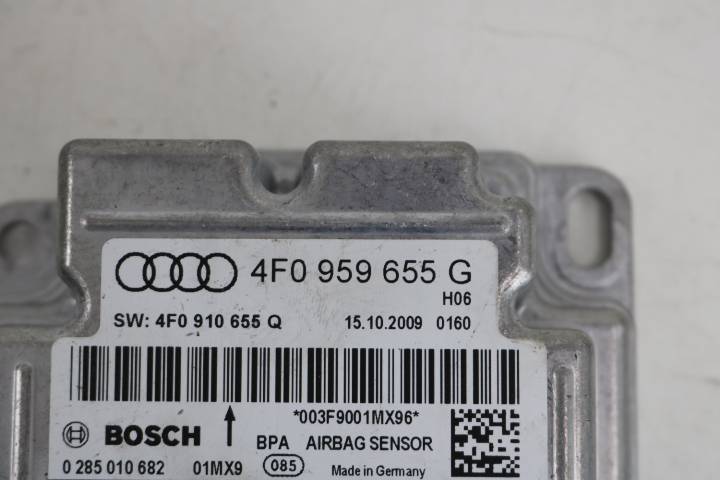 4F0 959 655 G
H06
SW: 4F0 910 655 Q 15.10.2009 0160
*003F9001MX96*
BOSCH BPA AIRBAG SENSOR
0 285 010 682 01MX9 085 Made in Germany